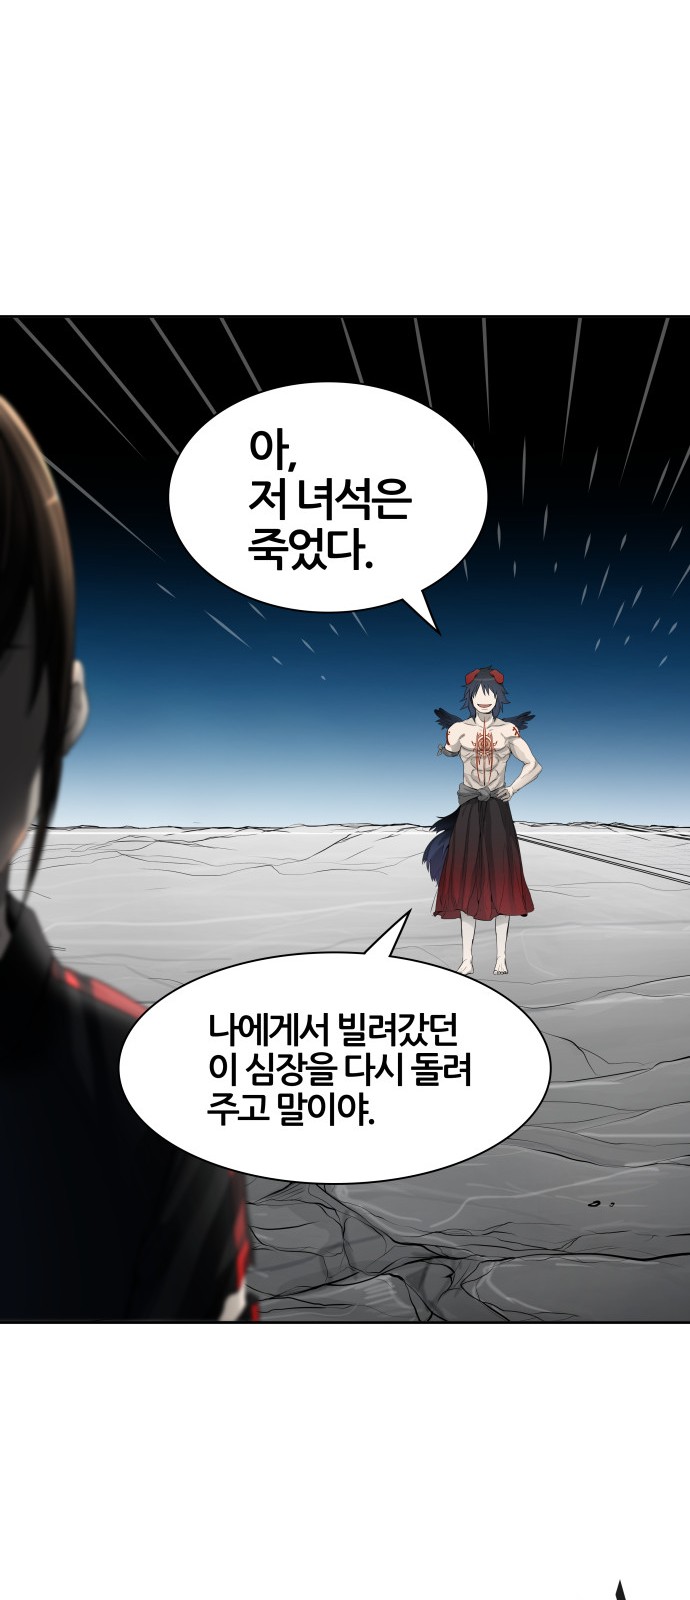 아,
저 녀석은
죽었다.
나에게서 빌려갔던
이 심장을 다시 돌려
주고 말이야.